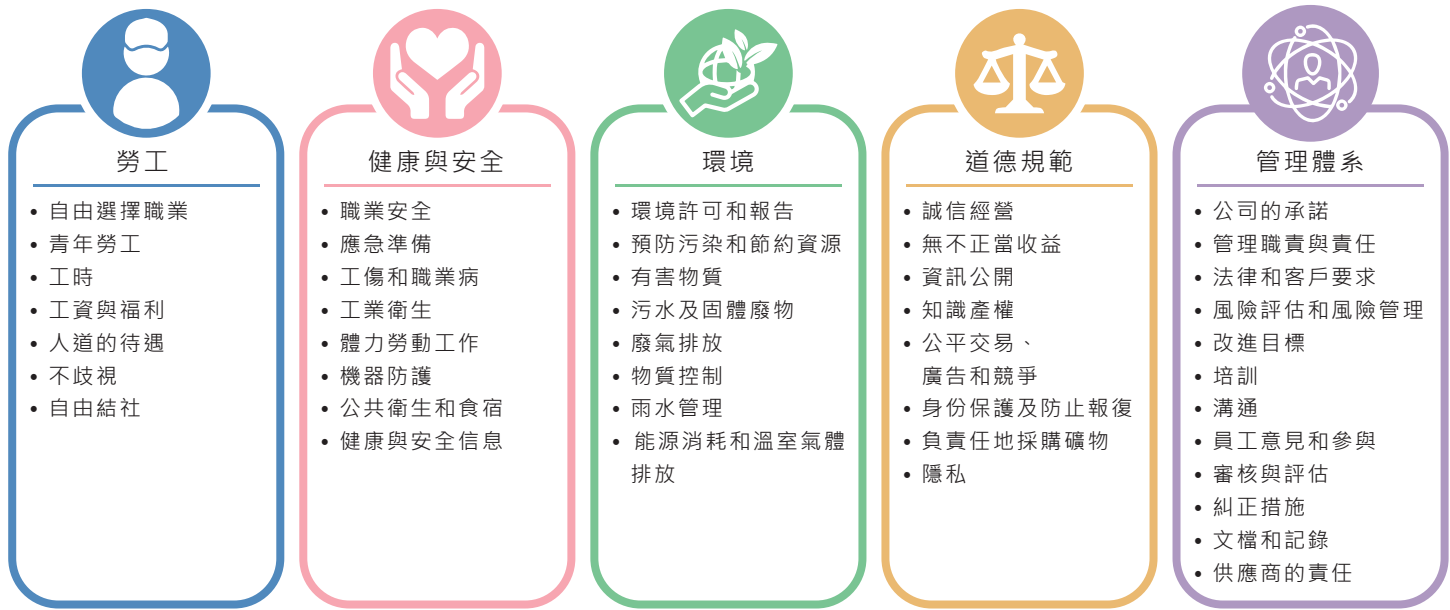 勞工
• 自由選擇職業
• 青年勞工
• 工時
• 工資與福利
• 人道的待遇
• 不歧視
• 自由結社
健康與安全
• 職業安全
• 應急準備
• 工傷和職業病
• 工業衛生
• 體力勞動工作
• 機器防護
• 公共衛生和食宿
• 健康與安全信息
環境
• 環境許可和報告
• 預防污染和節約資源
• 有害物質
• 污水及固體廢物
• 廢氣排放
• 物質控制
• 雨水管理
• 能源消耗和溫室氣體
排放
道德規範
• 誠信經營
• 無不正當收益
• 資訊公開
• 知識產權
• 公平交易、
廣告和競爭
• 身份保護及防止報復
• 負責任地採購礦物
• 隱私
管理體系
• 公司的承諾
• 管理職責與責任
• 法律和客戶要求
• 風險評估和風險管理
• 改進目標
• 培訓
• 溝通
• 員工意見和參與
• 審核與評估
• 糾正措施
• 文檔和記錄
• 供應商的責任